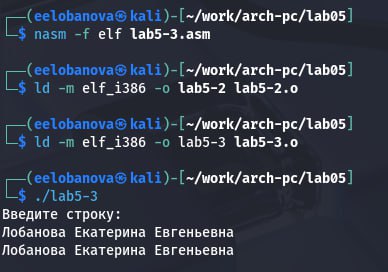 ┌──(eelobanova㉿kali)-[~/work/arch-pc/lab05]
└─$ nasm -f elf lab5-3.asm
┌──(eelobanova㉿kali)-[~/work/arch-pc/lab05]
└─$ ld -m elf_i386 -o lab5-2 lab5-2.o
┌──(eelobanova㉿kali)-[~/work/arch-pc/lab05]
└─$ ld -m elf_i386 -o lab5-3 lab5-3.o
┌──(eelobanova㉿kali)-[~/work/arch-pc/lab05]
└─$ ./lab5-3
Введите строку:
Лобанова Екатерина Евгеньевна
Лобанова Екатерина Евгеньевна